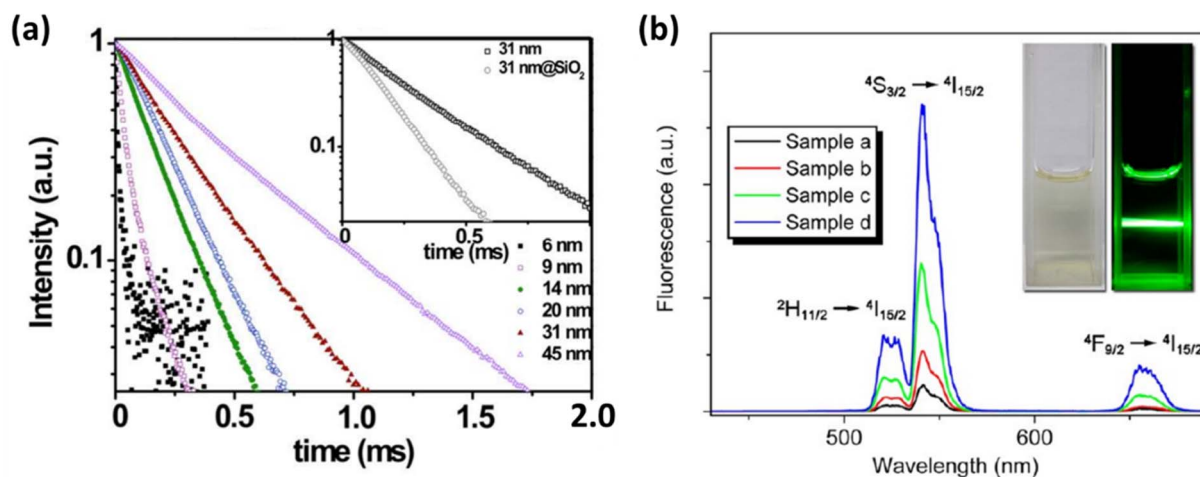 (a)
1
0.1
Intensity (a.u.)
0
0.5
1.0
1.5
2.0
time (ms)
6 nm
9 nm
14 nm
20 nm
31 nm
45 nm
1
0.1
0
0.5
time (ms)
31 nm
31 nm@SiO₂
(b)
Fluorescence (a.u.)
Sample a
Sample b
Sample c
Sample d
⁴S₃/₂ → ⁴I₁₅/₂
²H₁₁/₂ → ⁴I₁₅/₂
⁴F₉/₂ → ⁴I₁₅/₂
500
600
Wavelength (nm)